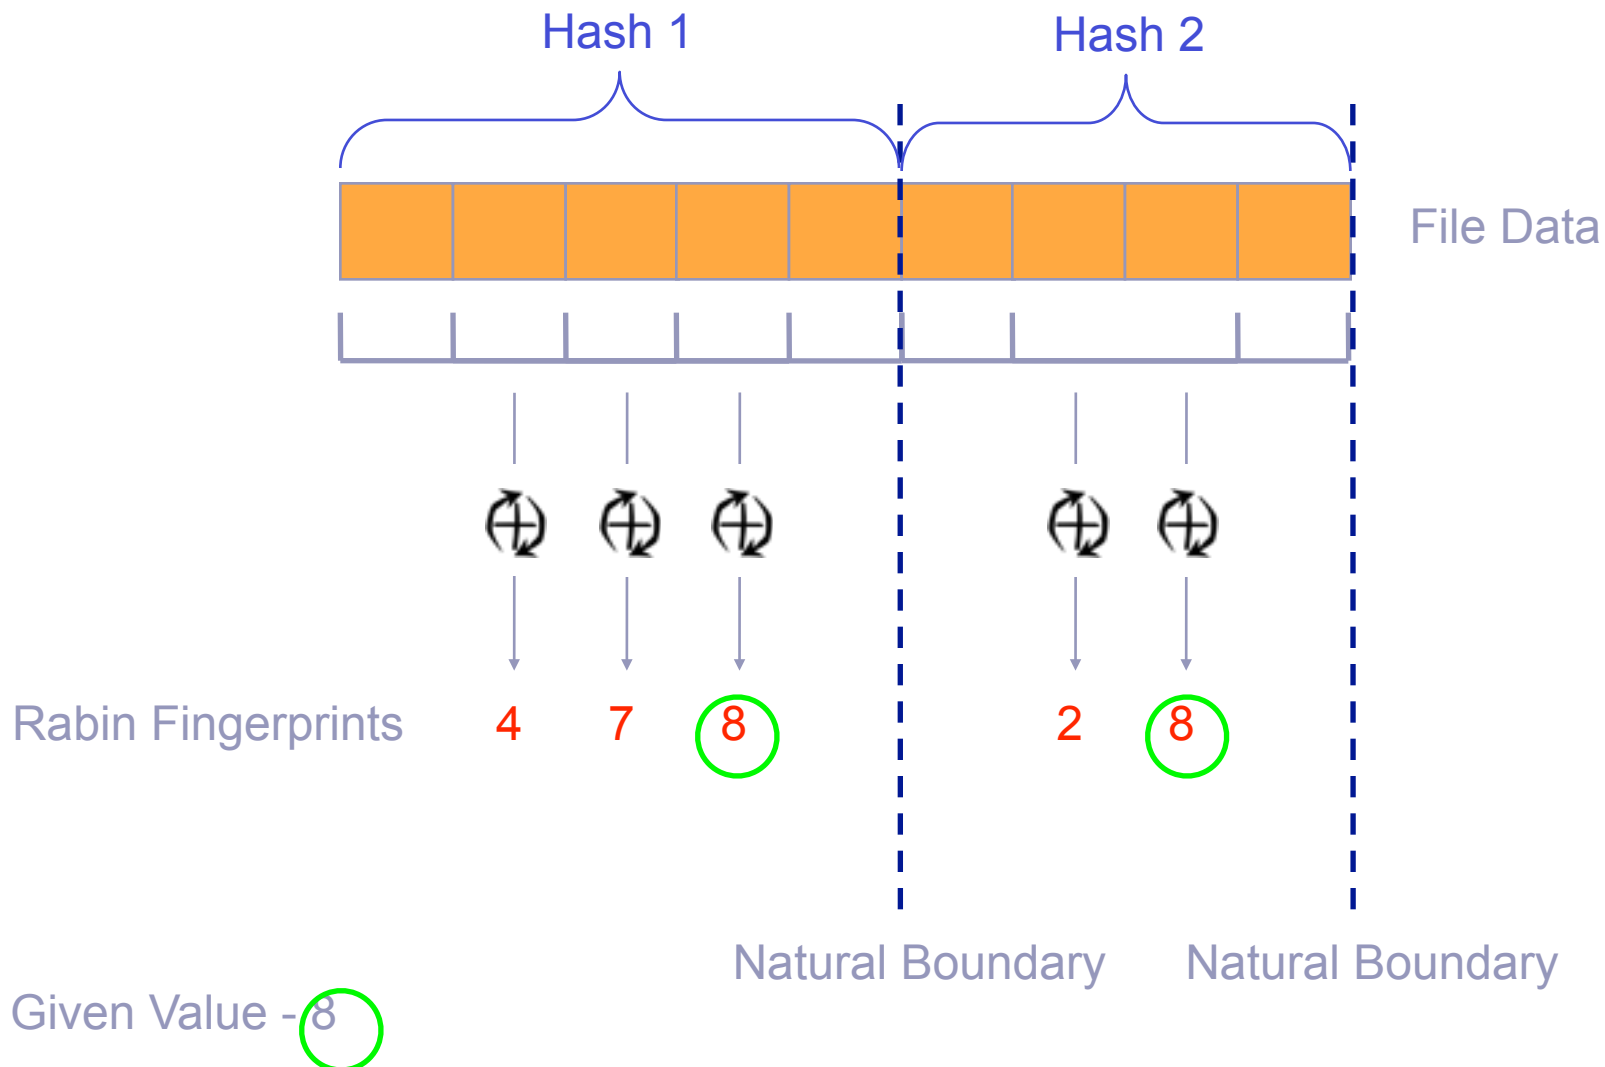 Hash 1
Hash 2
File Data
Rabin Fingerprints 4 7 8 2 8
Natural Boundary
Natural Boundary
Given Value - 8